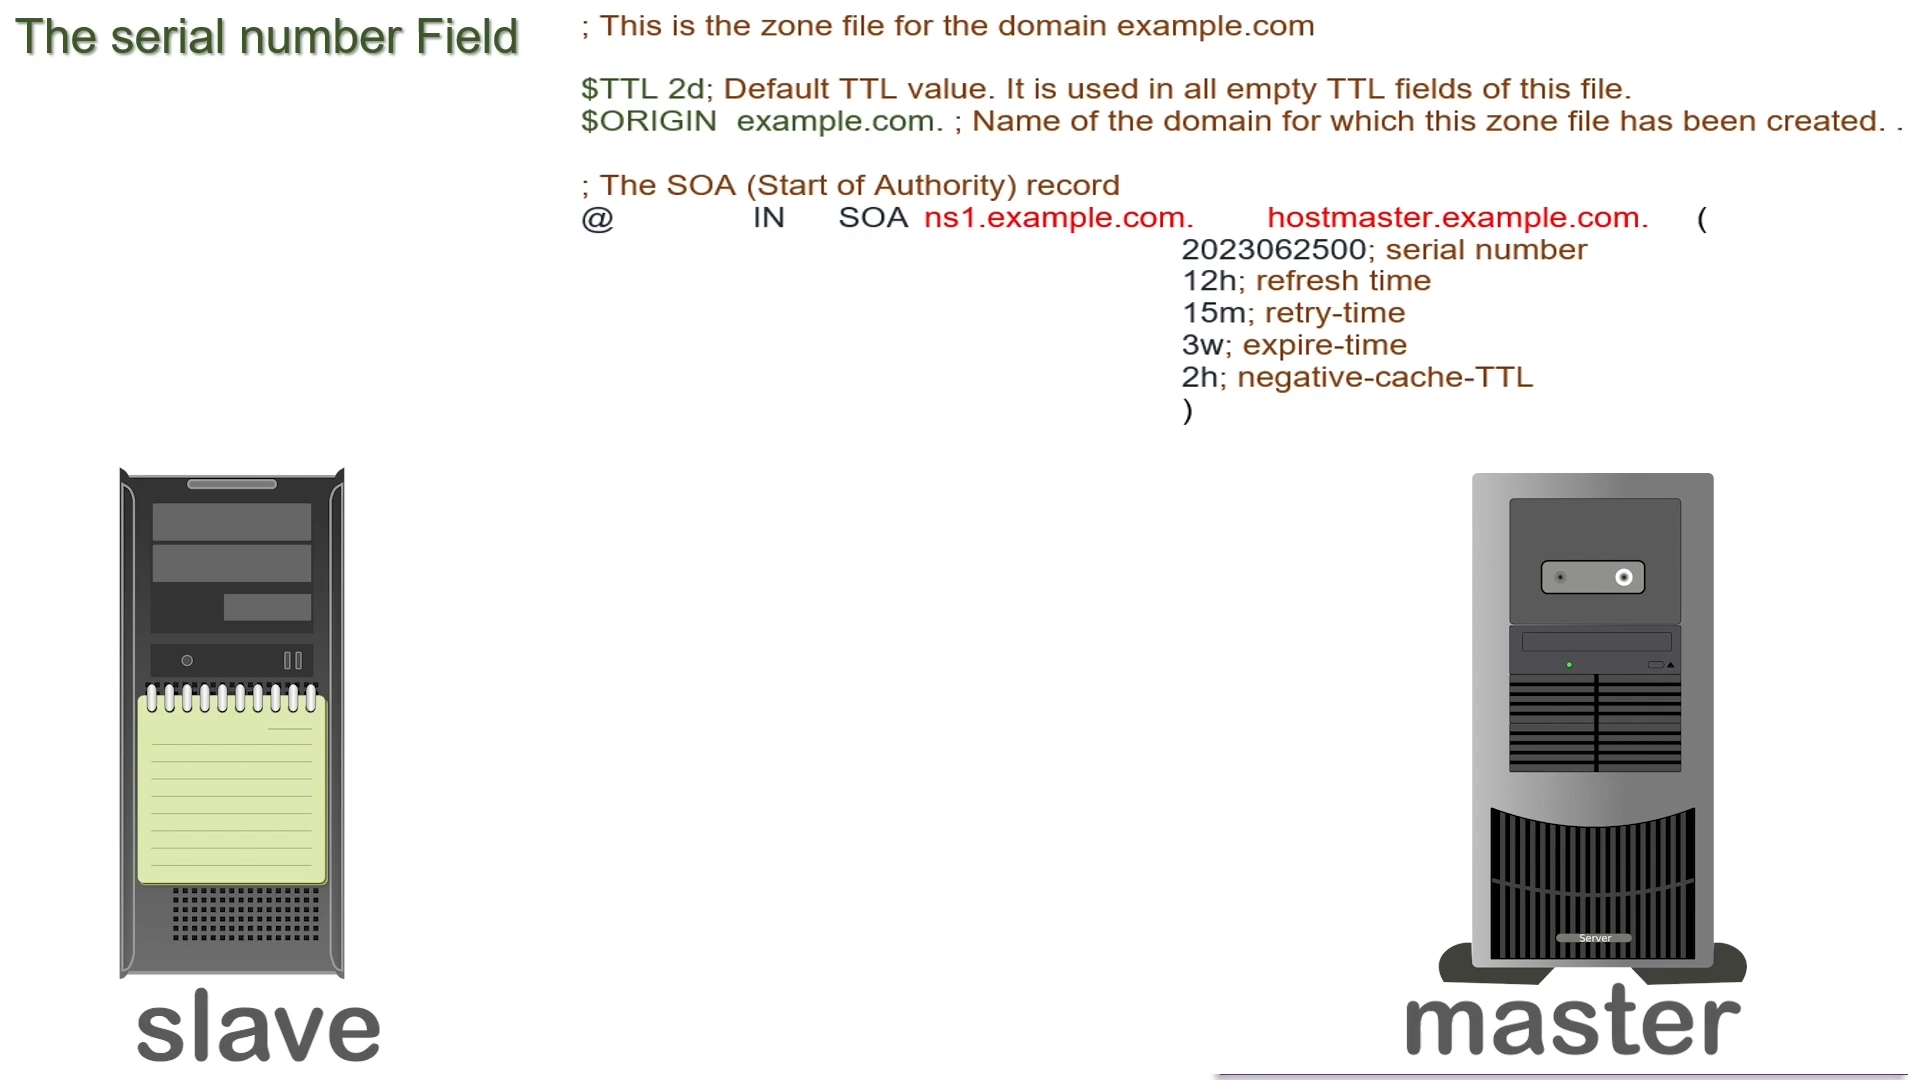 The serial number Field
; This is the zone file for the domain example.com
$TTL 2d; Default TTL value. It is used in all empty TTL fields of this file.
$ORIGIN example.com. ; Name of the domain for which this zone file has been created. .
; The SOA (Start of Authority) record
@ IN SOA ns1.example.com. hostmaster.example.com. (
2023062500; serial number
12h; refresh time
15m; retry-time
3w; expire-time
2h; negative-cache-TTL
)
Server
slave
master